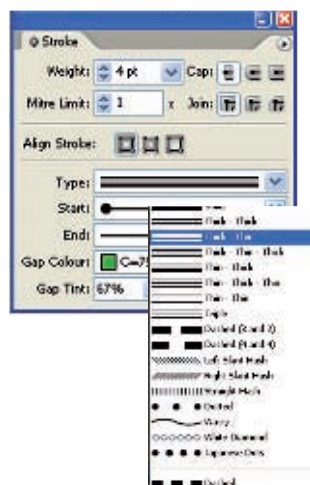 Stroke
Weight: 4 pt Cap:
Mitre Limit: 1 x Join:
Align Stroke:
Type:
Start:
End:
Gap Colour: C=75
Gap Tint: 67%
Thick - Thick
Thick - Thin
Thick - Thin - Thick
Thin - Thick
Thin - Thick - Thin
Thin - Thin
Triple
Dashed (3 and 2)
Dashed (4 and 4)
Left Slant Hash
Right Slant Hash
Straight Hash
Dotted
Wavy
White Diamond
Japanese Dots
Dashed